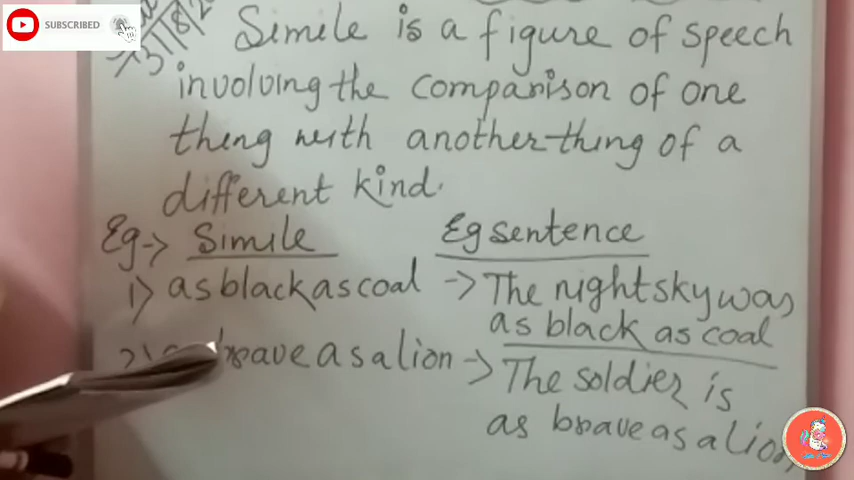 SUBSCRIBED
Simile is a figure of speech
involving the comparison of one
thing with another thing of a
different kind.
Eg-> Simile Eg sentence
1) as black as coal -> The night sky was
as black as coal
brave as a lion -> The soldier is
as brave as a lion